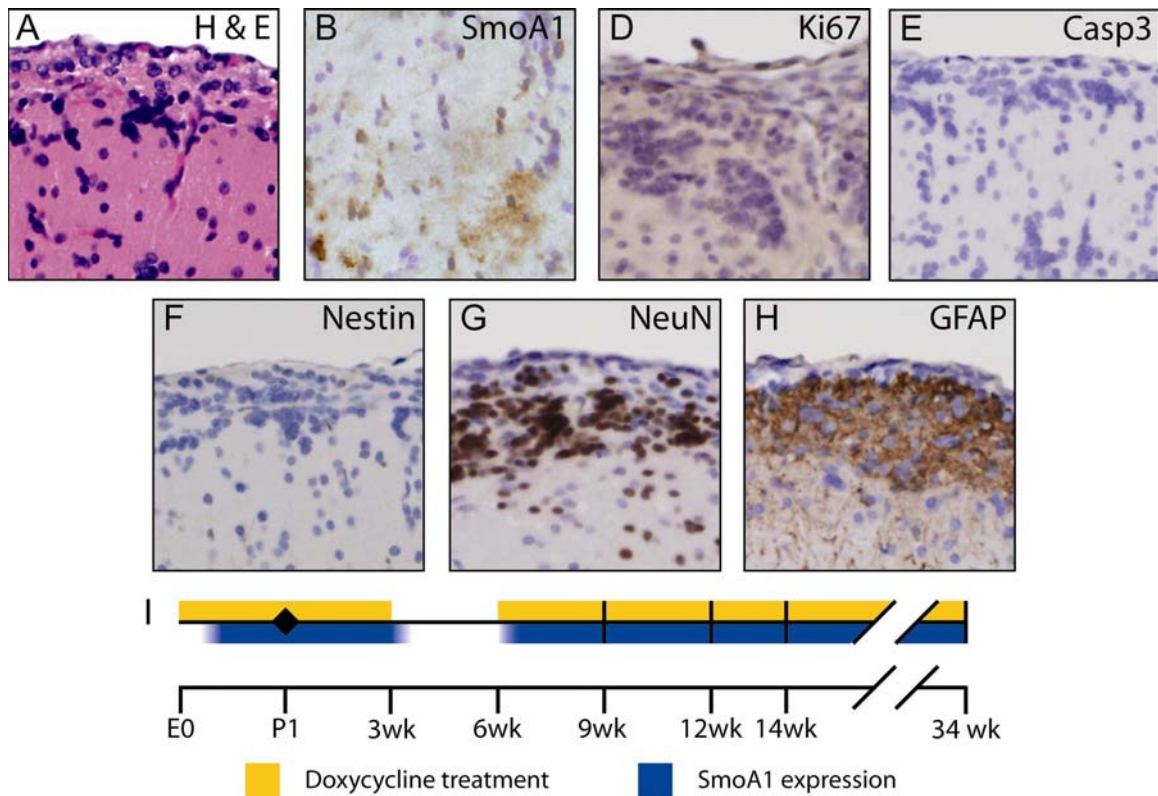 A H & E
B SmoA1
D Ki67
E Casp3
F Nestin
G NeuN
H GFAP
I
E0 P1 3wk 6wk 9wk 12wk 14wk 34 wk
Doxycycline treatment SmoA1 expression